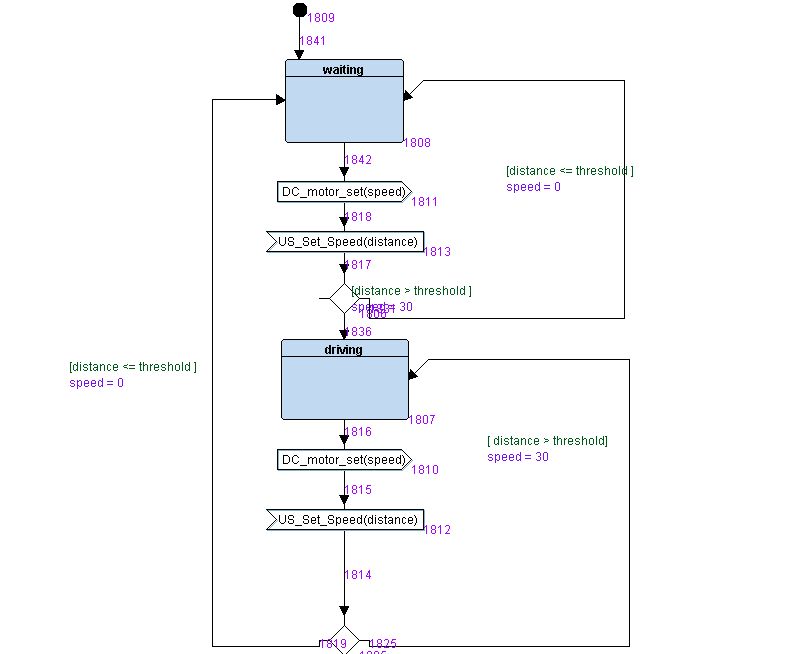 1809
1841
waiting
1808
1842
[distance <= threshold ]
speed = 0
DC_motor_set(speed)
1811
1818
US_Set_Speed(distance)
1813
1817
[distance > threshold ]
speed = 30
1836
driving
[distance <= threshold ]
speed = 0
1807
1816
[ distance > threshold]
speed = 30
DC_motor_set(speed)
1810
1815
US_Set_Speed(distance)
1812
1814
1819
1825